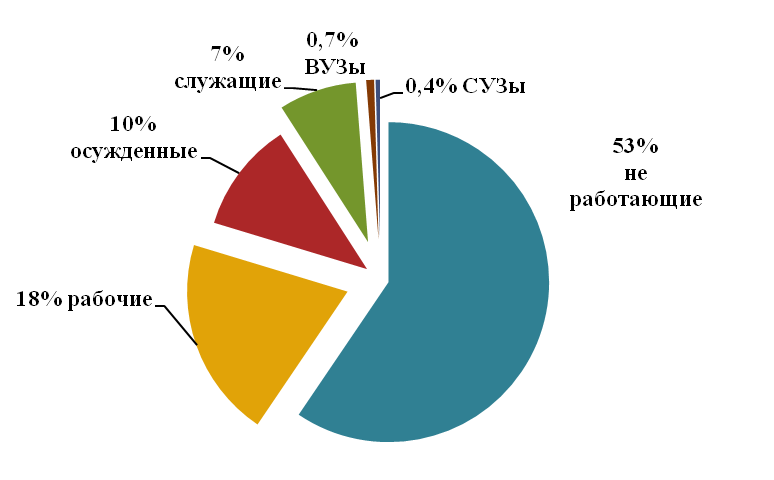 0,7%
ВУЗы
7%
служащие
0,4% СУЗы
10%
осужденные
53%
не
работающие
18% рабочие